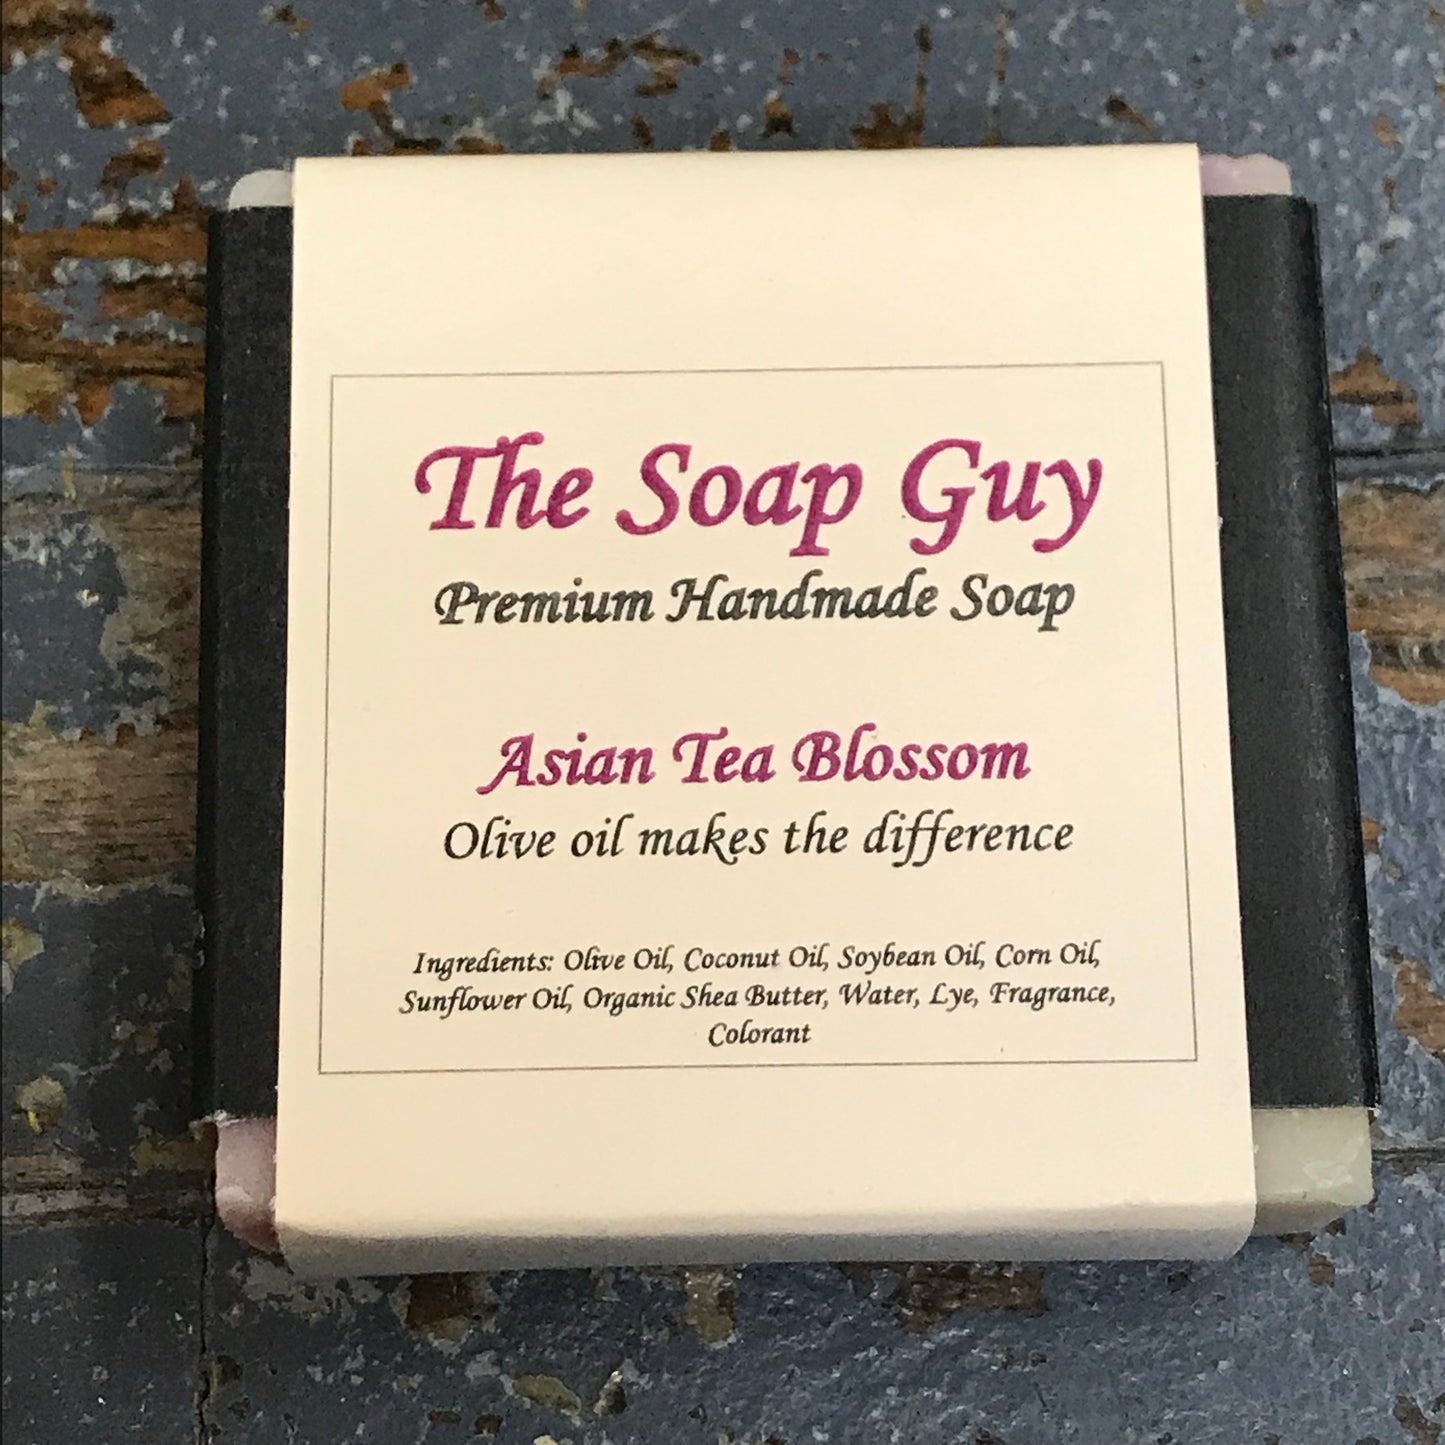 The Soap Guy
Premium Handmade Soap
Asian Tea Blossom
Olive oil makes the difference
Ingredients: Olive Oil, Coconut Oil, Soybean Oil, Corn Oil,
Sunflower Oil, Organic Shea Butter, Water, Lye, Fragrance,
Colorant